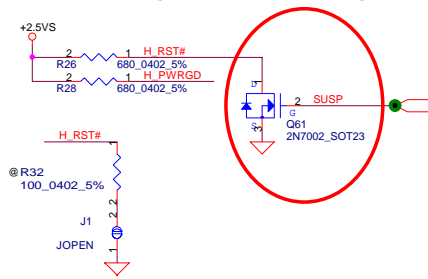 +2.5VS
2 1 H_RST#
R26 680_0402_5%
2 1 H_PWRGD
R28 680_0402_5%
D
1
2 SUSP
G
S
3
Q61
2N7002_SOT23
H_RST#
1
@ R32
100_0402_5%
2
2
J1
JOPEN
1